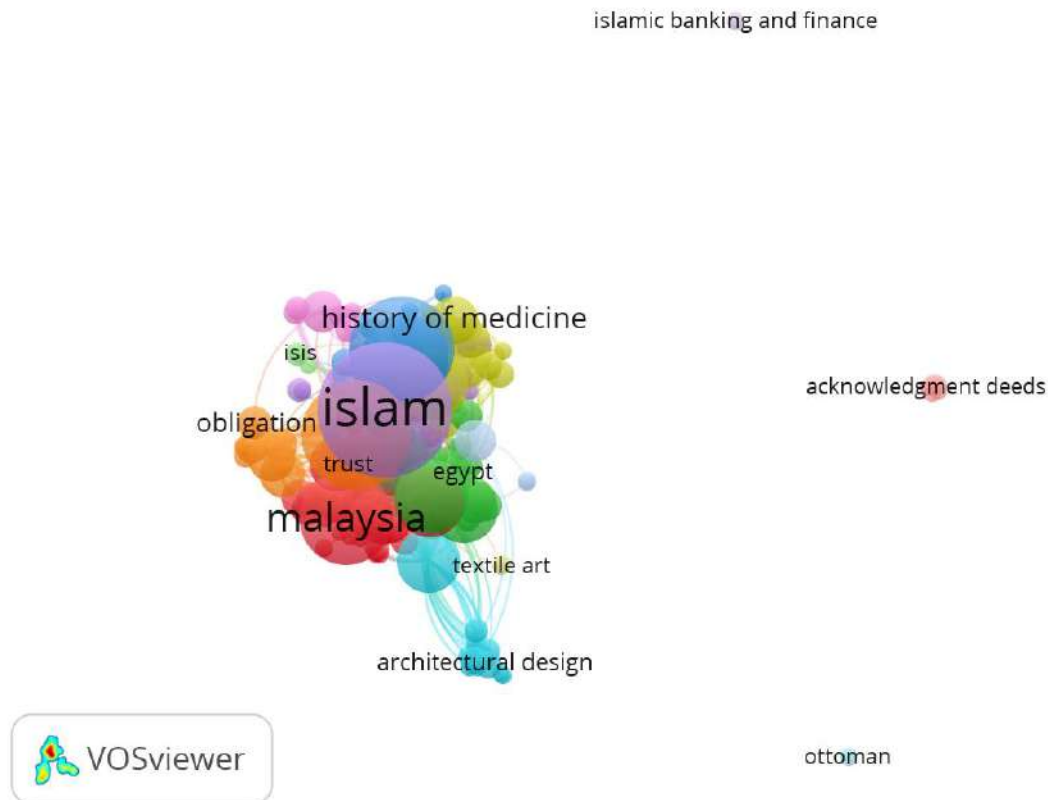 islamic banking and finance
history of medicine
isis
acknowledgment deeds
islam
obligation
trust
egypt
malaysia
textile art
architectural design
ottoman
VOSviewer